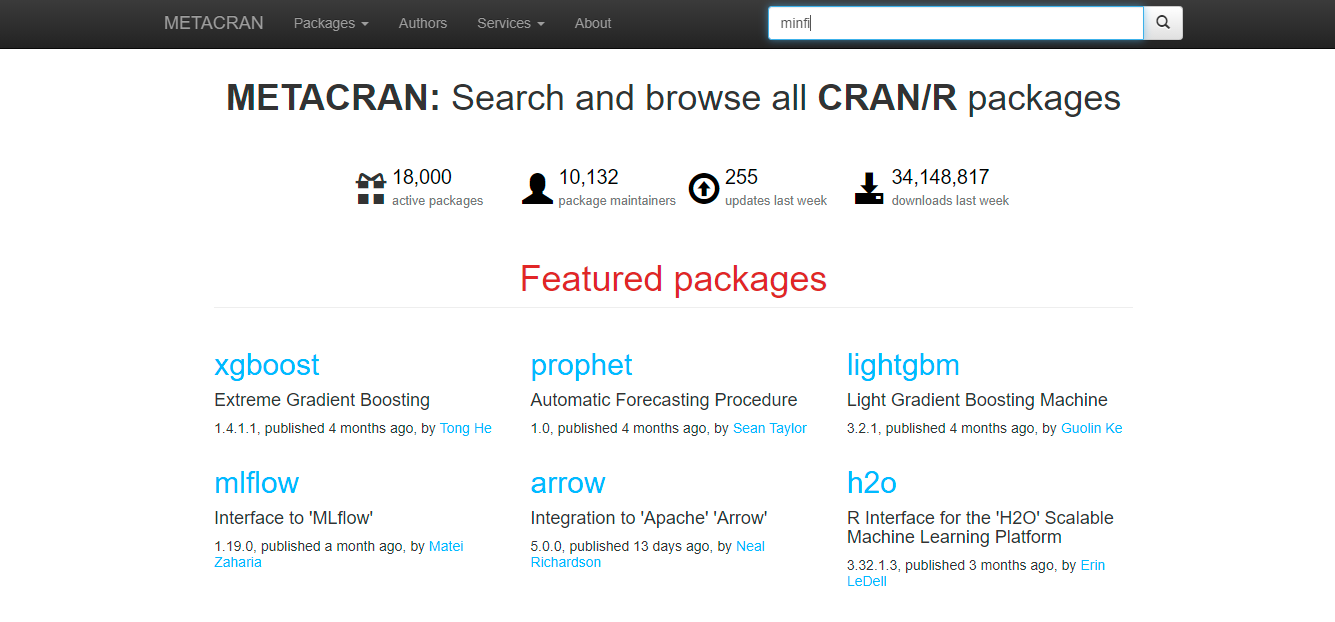 METACRAN Packages Authors Services About minfi
METACRAN: Search and browse all CRAN/R packages
18,000 10,132 255 34,148,817
active packages package maintainers updates last week downloads last week
Featured packages
xgboost prophet lightgbm
Extreme Gradient Boosting Automatic Forecasting Procedure Light Gradient Boosting Machine
1.4.1.1, published 4 months ago, by Tong He 1.0, published 4 months ago, by Sean Taylor 3.2.1, published 4 months ago, by Guolin Ke
mlflow arrow h2o
Interface to 'MLflow' Integration to 'Apache' 'Arrow' R Interface for the 'H2O' Scalable
Machine Learning Platform
1.19.0, published a month ago, by Matei 5.0.0, published 13 days ago, by Neal
Zaharia Richardson
3.32.1.3, published 3 months ago, by Erin
LeDell